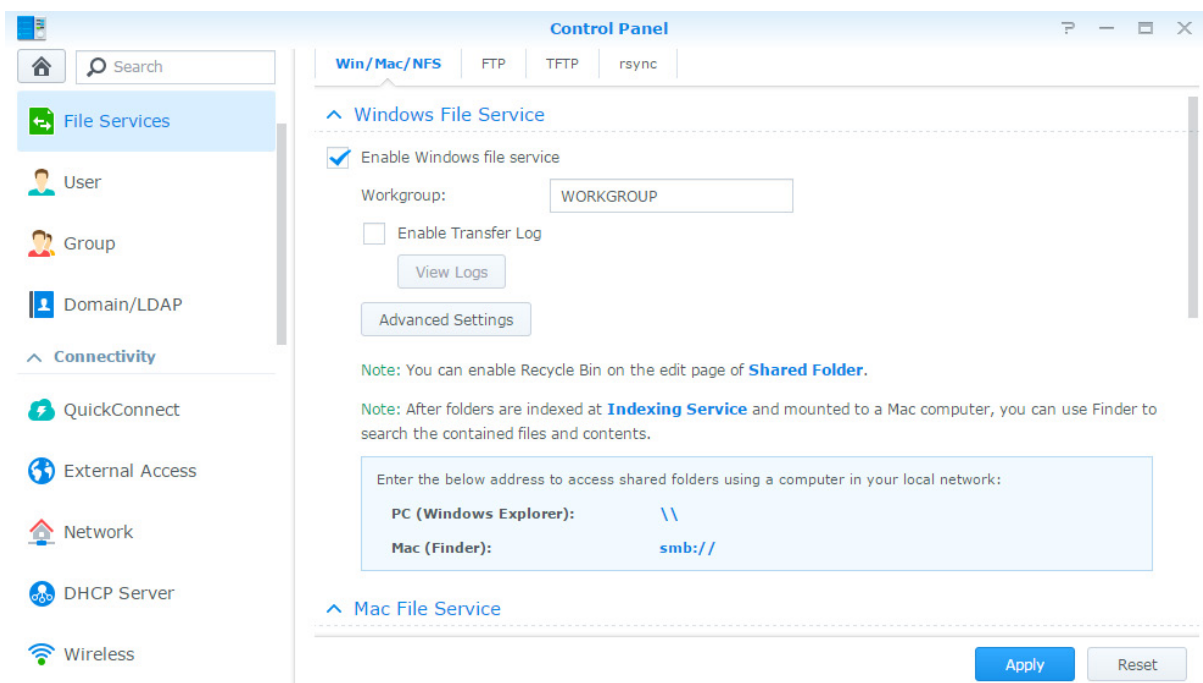 Control Panel
Search
Win/Mac/NFS
FTP
TFTP
rsync
File Services
User
Group
Domain/LDAP
Connectivity
QuickConnect
External Access
Network
DHCP Server
Wireless
Windows File Service
Enable Windows file service
Workgroup: WORKGROUP
Enable Transfer Log
View Logs
Advanced Settings
Note: You can enable Recycle Bin on the edit page of Shared Folder.
Note: After folders are indexed at Indexing Service and mounted to a Mac computer, you can use Finder to
search the contained files and contents.
Enter the below address to access shared folders using a computer in your local network:
PC (Windows Explorer): \\
Mac (Finder): smb://
Mac File Service
Apply
Reset